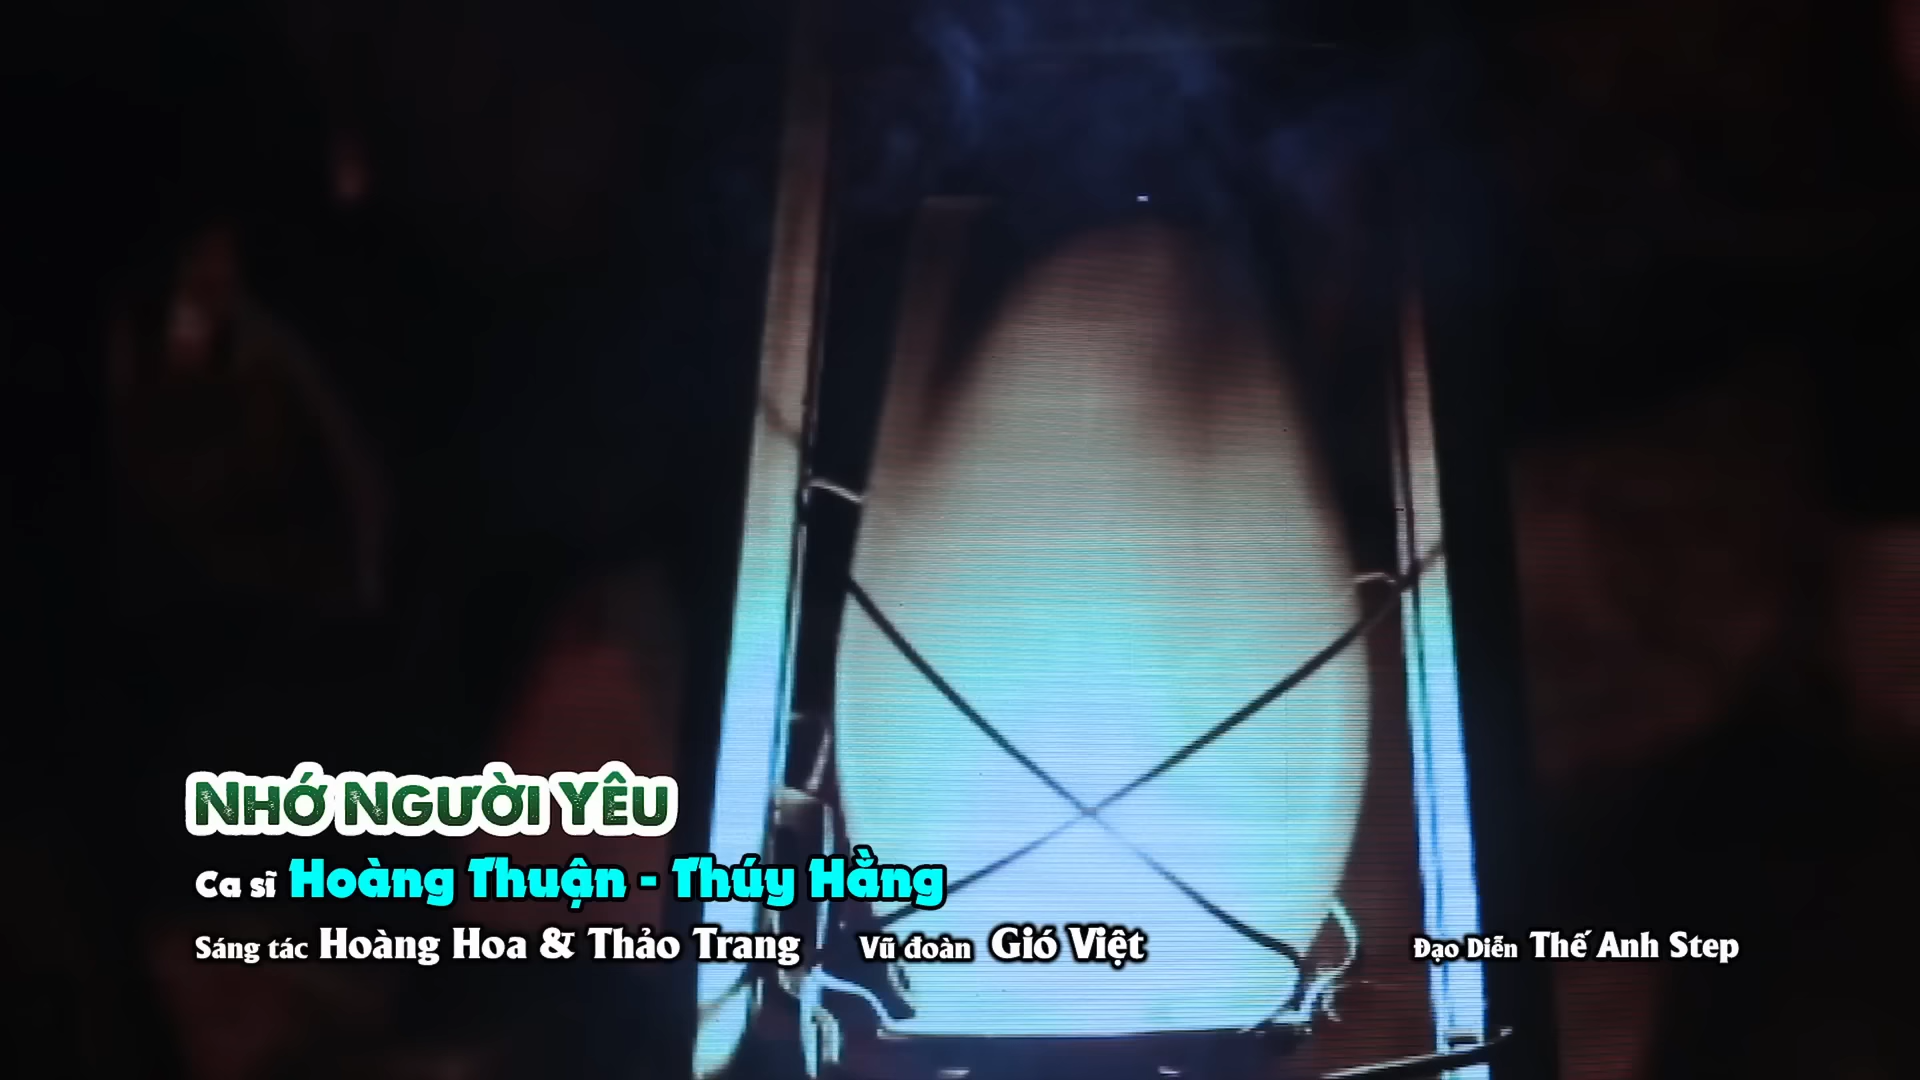 NHỚ NGƯỜI YÊU
Ca sĩ Hoàng Thuận - Thúy Hằng
Sáng tác Hoàng Hoa & Thảo Trang Vũ đoàn Gió Việt Đạo Diễn Thế Anh Step